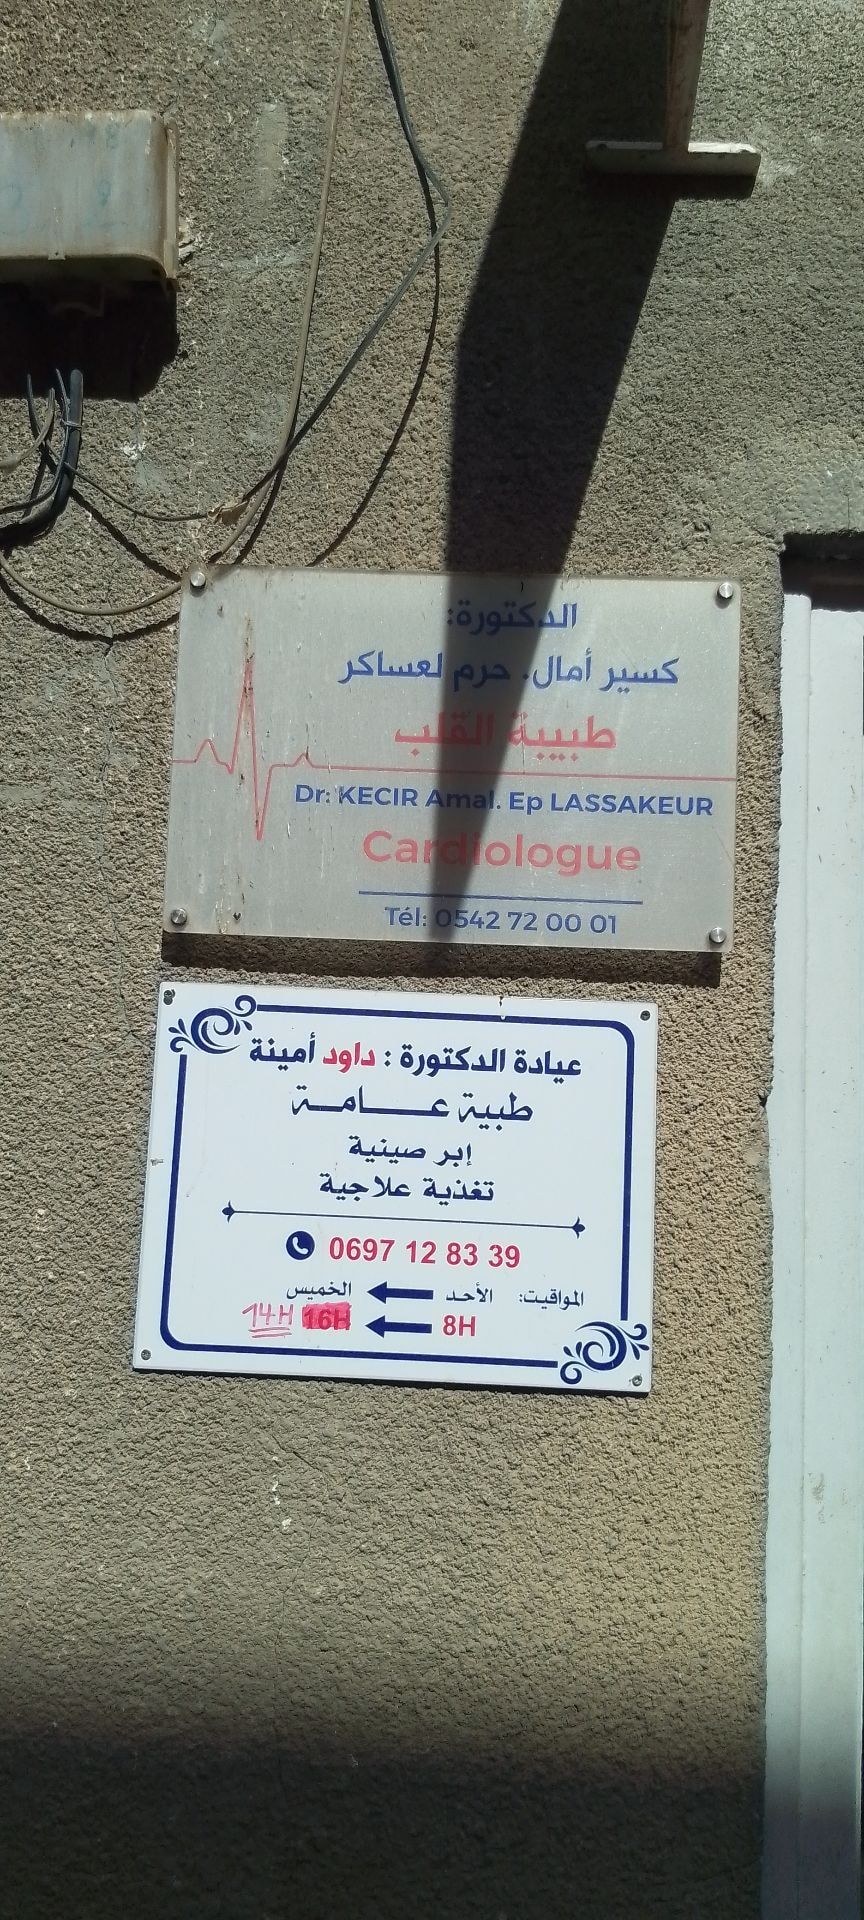 الدكتورة:
كسير أمال. حرم لعساكر
طبيبة القلب
Dr: KECIR Amal. Ep LASSAKEUR
Cardiologue
Tél: 0542 72 00 01
عيادة الدكتورة : داود أمينة
طبية عـــامــة
إبر صينية
تغذية علاجية
0697 12 83 39
المواقيت: الأحد ← الخميس
8H ← 16H 14H